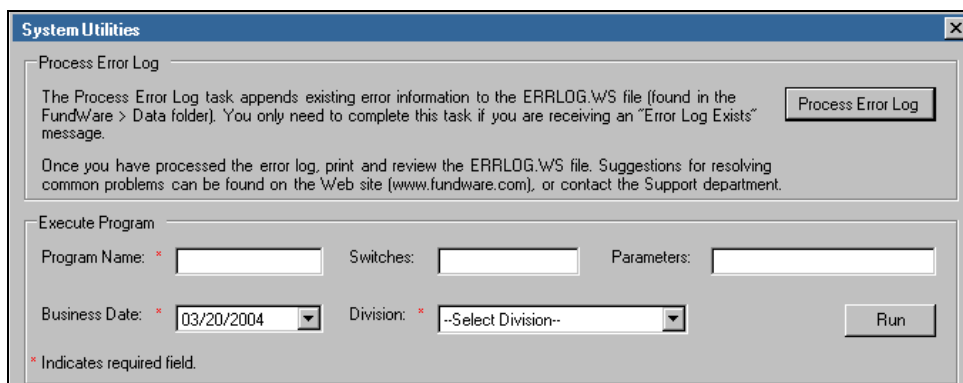 System Utilities
Process Error Log
The Process Error Log task appends existing error information to the ERRLOG.WS file (found in the
FundWare > Data folder). You only need to complete this task if you are receiving an "Error Log Exists"
message.
Process Error Log
Once you have processed the error log, print and review the ERRLOG.WS file. Suggestions for resolving
common problems can be found on the Web site (www.fundware.com), or contact the Support department.
Execute Program
Program Name: * Switches: Parameters:
Business Date: * 03/20/2004 Division: * --Select Division-- Run
* Indicates required field.